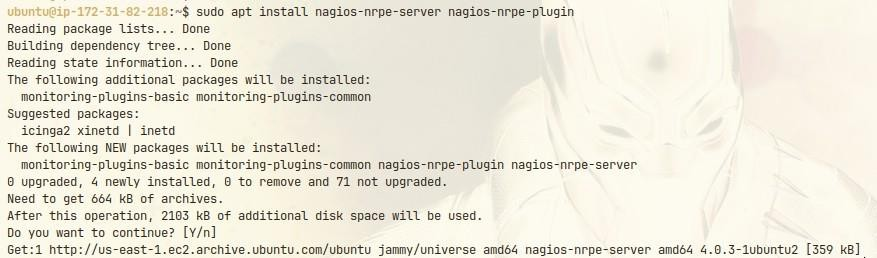 ubuntu@ip-172-31-82-218:~$ sudo apt install nagios-nrpe-server nagios-nrpe-plugin
Reading package lists... Done
Building dependency tree... Done
Reading state information... Done
The following additional packages will be installed:
  monitoring-plugins-basic monitoring-plugins-common
Suggested packages:
  icinga2 xinetd | inetd
The following NEW packages will be installed:
  monitoring-plugins-basic monitoring-plugins-common nagios-nrpe-plugin nagios-nrpe-server
0 upgraded, 4 newly installed, 0 to remove and 71 not upgraded.
Need to get 664 kB of archives.
After this operation, 2103 kB of additional disk space will be used.
Do you want to continue? [Y/n]
Get:1 http://us-east-1.ec2.archive.ubuntu.com/ubuntu jammy/universe amd64 nagios-nrpe-server amd64 4.0.3-1ubuntu2 [359 kB]